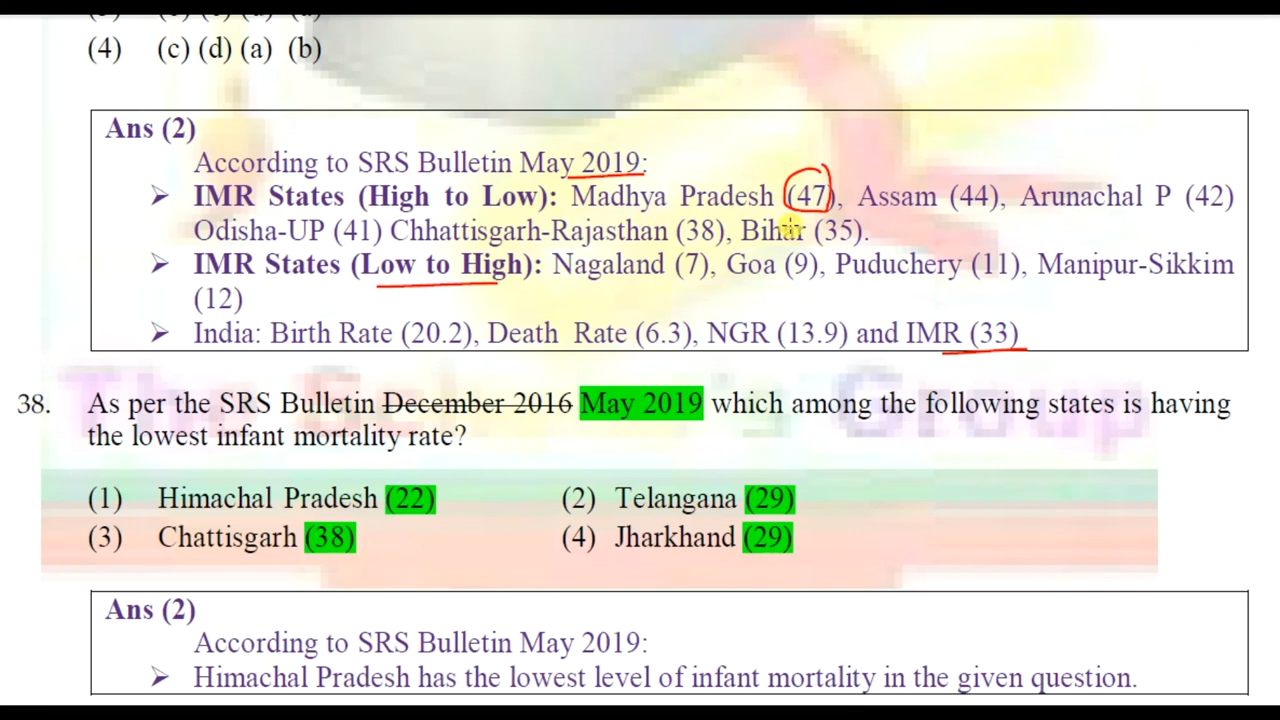 (4) (c) (d) (a) (b)
Ans (2)
According to SRS Bulletin May 2019:
➢ IMR States (High to Low): Madhya Pradesh (47), Assam (44), Arunachal P (42)
Odisha-UP (41) Chhattisgarh-Rajasthan (38), Bihar (35).
➢ IMR States (Low to High): Nagaland (7), Goa (9), Puduchery (11), Manipur-Sikkim
(12)
➢ India: Birth Rate (20.2), Death Rate (6.3), NGR (13.9) and IMR (33)
38. As per the SRS Bulletin December 2016 May 2019 which among the following states is having
the lowest infant mortality rate?
(1) Himachal Pradesh (22) (2) Telangana (29)
(3) Chattisgarh (38) (4) Jharkhand (29)
Ans (2)
According to SRS Bulletin May 2019:
➢ Himachal Pradesh has the lowest level of infant mortality in the given question.